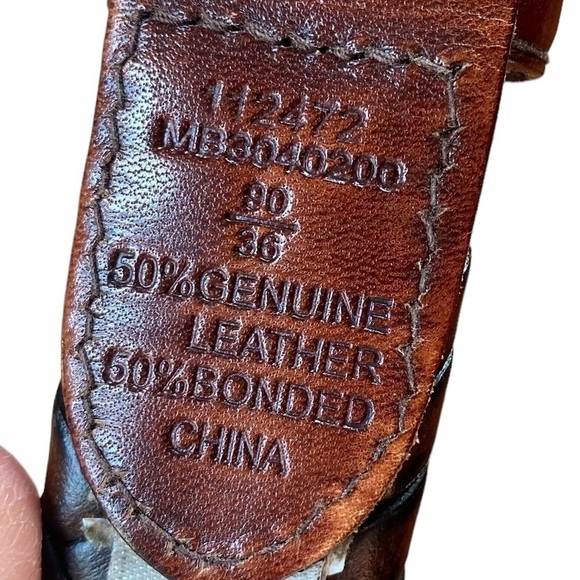 112472
MB3040200
90
36
50%GENUINE
LEATHER
50%BONDED
CHINA